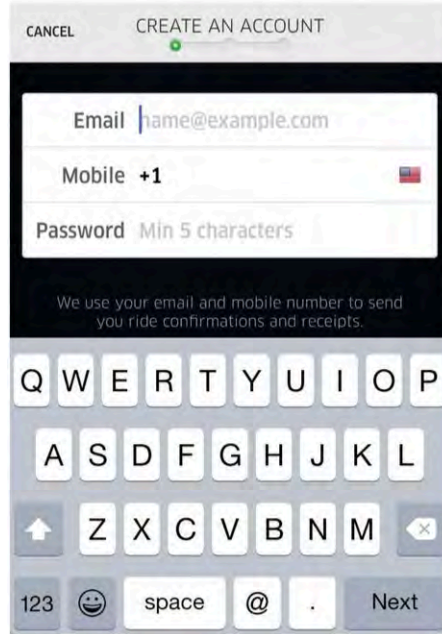 CANCEL CREATE AN ACCOUNT
Email name@example.com
Mobile +1
Password Min 5 characters
We use your email and mobile number to send
you ride confirmations and receipts.
Q W E R T Y U I O P
A S D F G H J K L
Z X C V B N M
123 space @ . Next